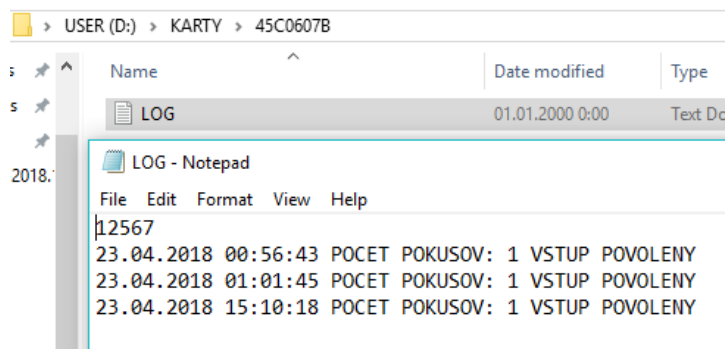 USER (D:) > KARTY > 45C0607B
Name Date modified Type
LOG 01.01.2000 0:00 Text Do
2018.
LOG - Notepad
File Edit Format View Help
12567
23.04.2018 00:56:43 POCET POKUSOV: 1 VSTUP POVOLENY
23.04.2018 01:01:45 POCET POKUSOV: 1 VSTUP POVOLENY
23.04.2018 15:10:18 POCET POKUSOV: 1 VSTUP POVOLENY